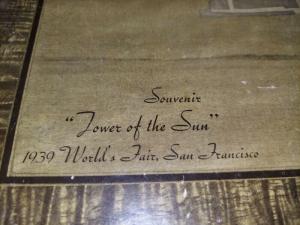 Souvenir
"Tower of the Sun"
1939 World's Fair, San Francisco